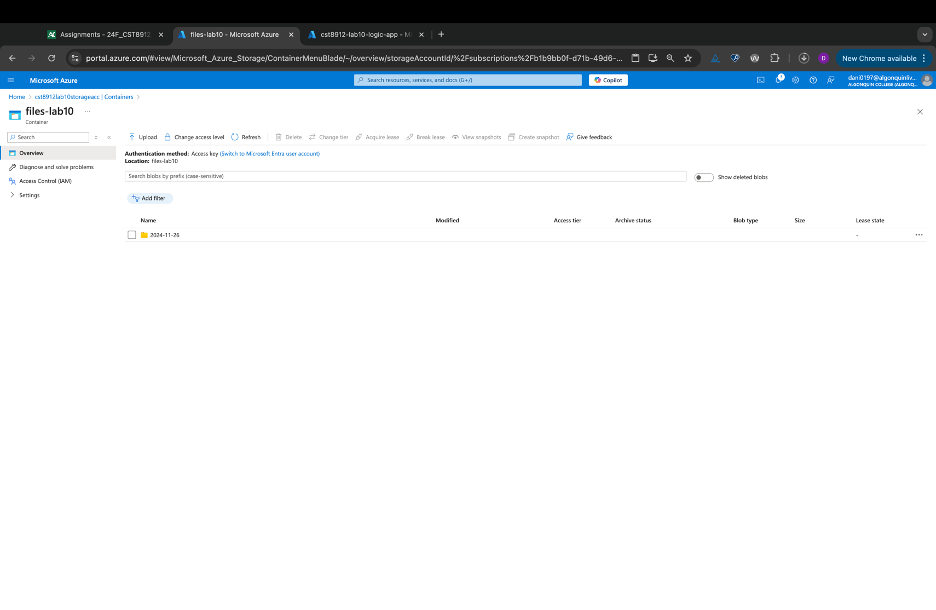 Assignments - 24F_CST8912
files-lab10 - Microsoft Azure
cst8912-lab10-logic-app - M
portal.azure.com/#view/Microsoft_Azure_Storage/ContainerMenuBlade/~/overview/storageAccountId/%2Fsubscriptions%2Fb1b9bb0f-d71b-49d6-...
D
New Chrome available
Microsoft Azure
Search resources, services, and docs (G+/)
Copilot
1
dani0197@algonquinliv...
ALGONQUIN COLLEGE (ALGONQ...
Home > cst8912lab10storageacc | Containers >
files-lab10 ...
Container
Search
Upload Change access level Refresh Delete Change tier Acquire lease Break lease View snapshots Create snapshot Give feedback
Overview
Diagnose and solve problems
Access Control (IAM)
Settings
Authentication method: Access key (Switch to Microsoft Entra user account)
Location: files-lab10
Search blobs by prefix (case-sensitive)
Show deleted blobs
Add filter
Name Modified Access tier Archive status Blob type Size Lease state
2024-11-26 - ...